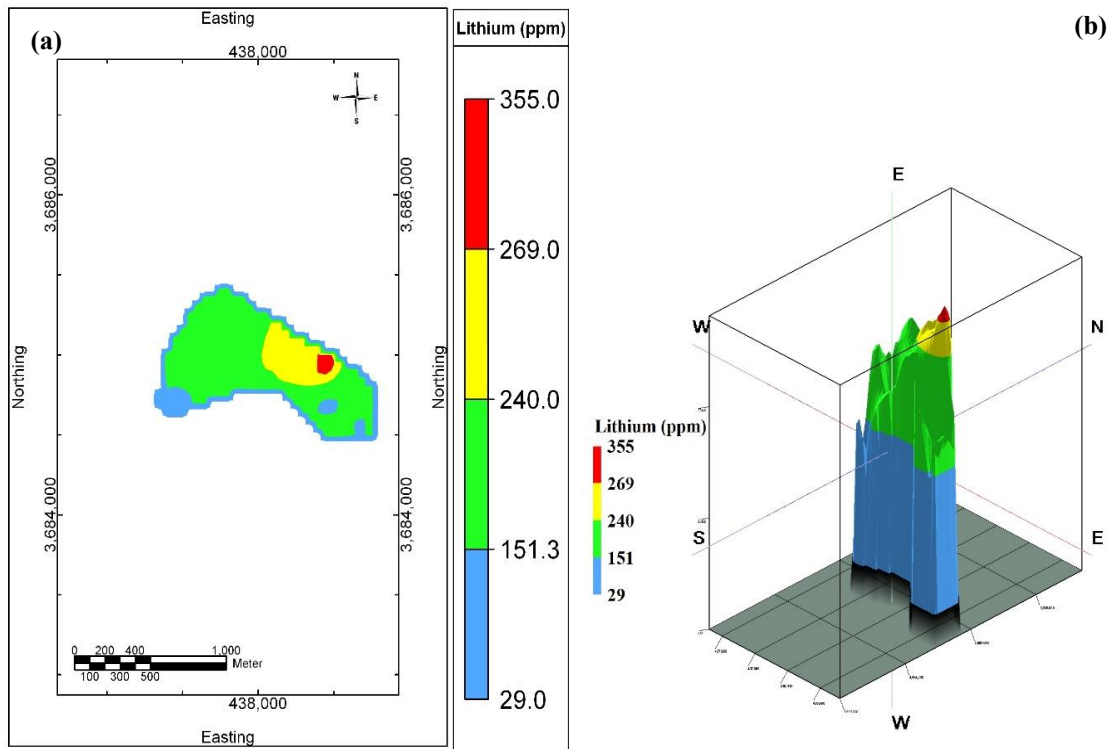 (a)
Easting
438,000
N
W E
S
3,686,000
3,686,000
Northing
Northing
3,684,000
3,684,000
0 200 400 1,000
Meter
100 300 500
438,000
Easting
Lithium (ppm)
355.0
269.0
240.0
151.3
29.0
(b)
E
W
N
Lithium (ppm)
355
269
240
151
29
S
E
W